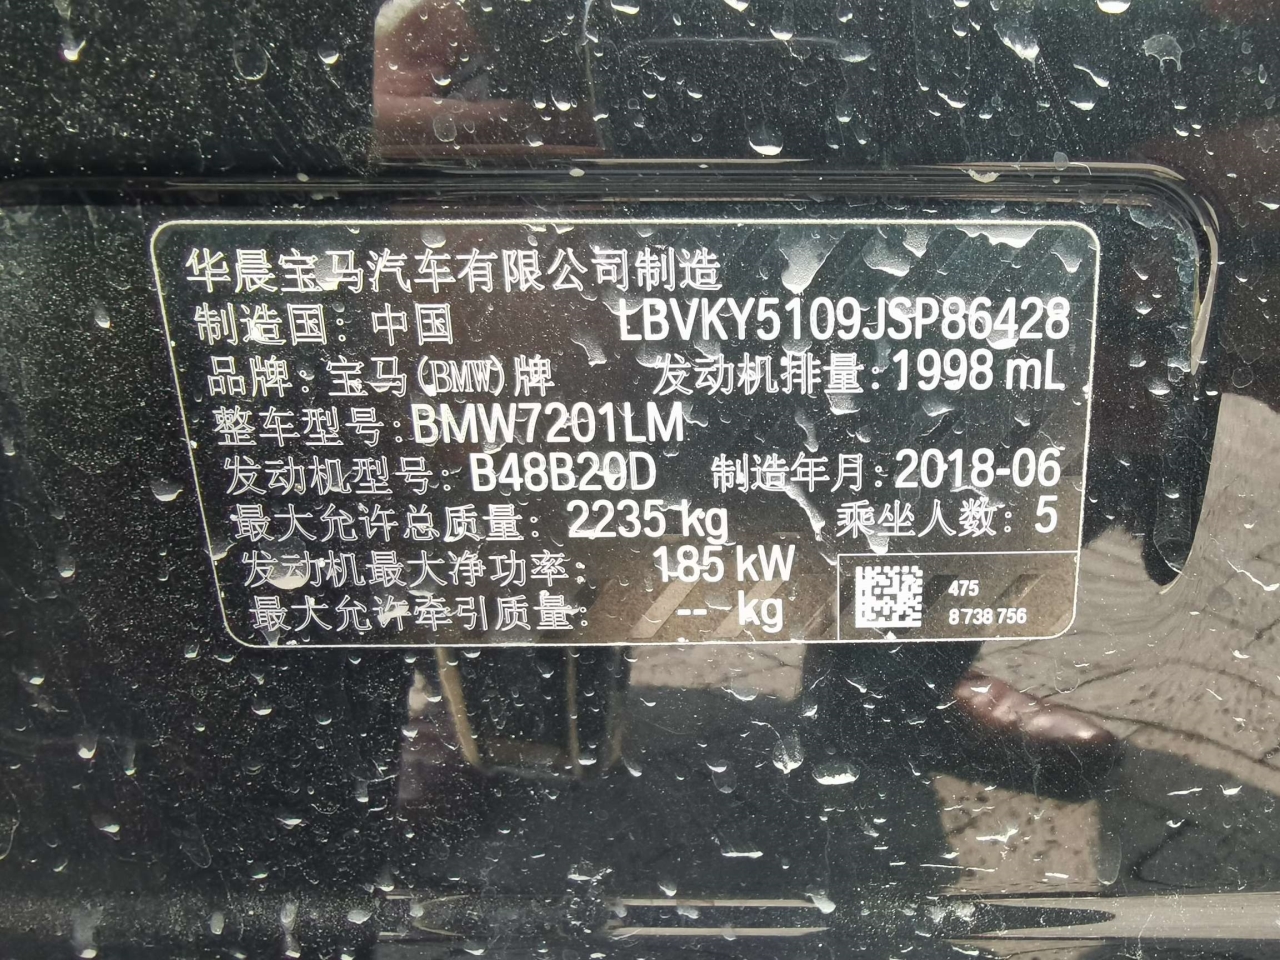 华晨宝马汽车有限公司制造
制造国: 中国 LBVKY5109JSP86428
品牌: 宝马(BMW)牌 发动机排量: 1998 mL
整车型号: BMW7201LM
发动机型号: B48B20D 制造年月: 2018-06
最大允许总质量: 2235 kg 乘坐人数: 5
发动机最大净功率: 185 kW
最大允许牵引质量: -- kg
475
8 738 756